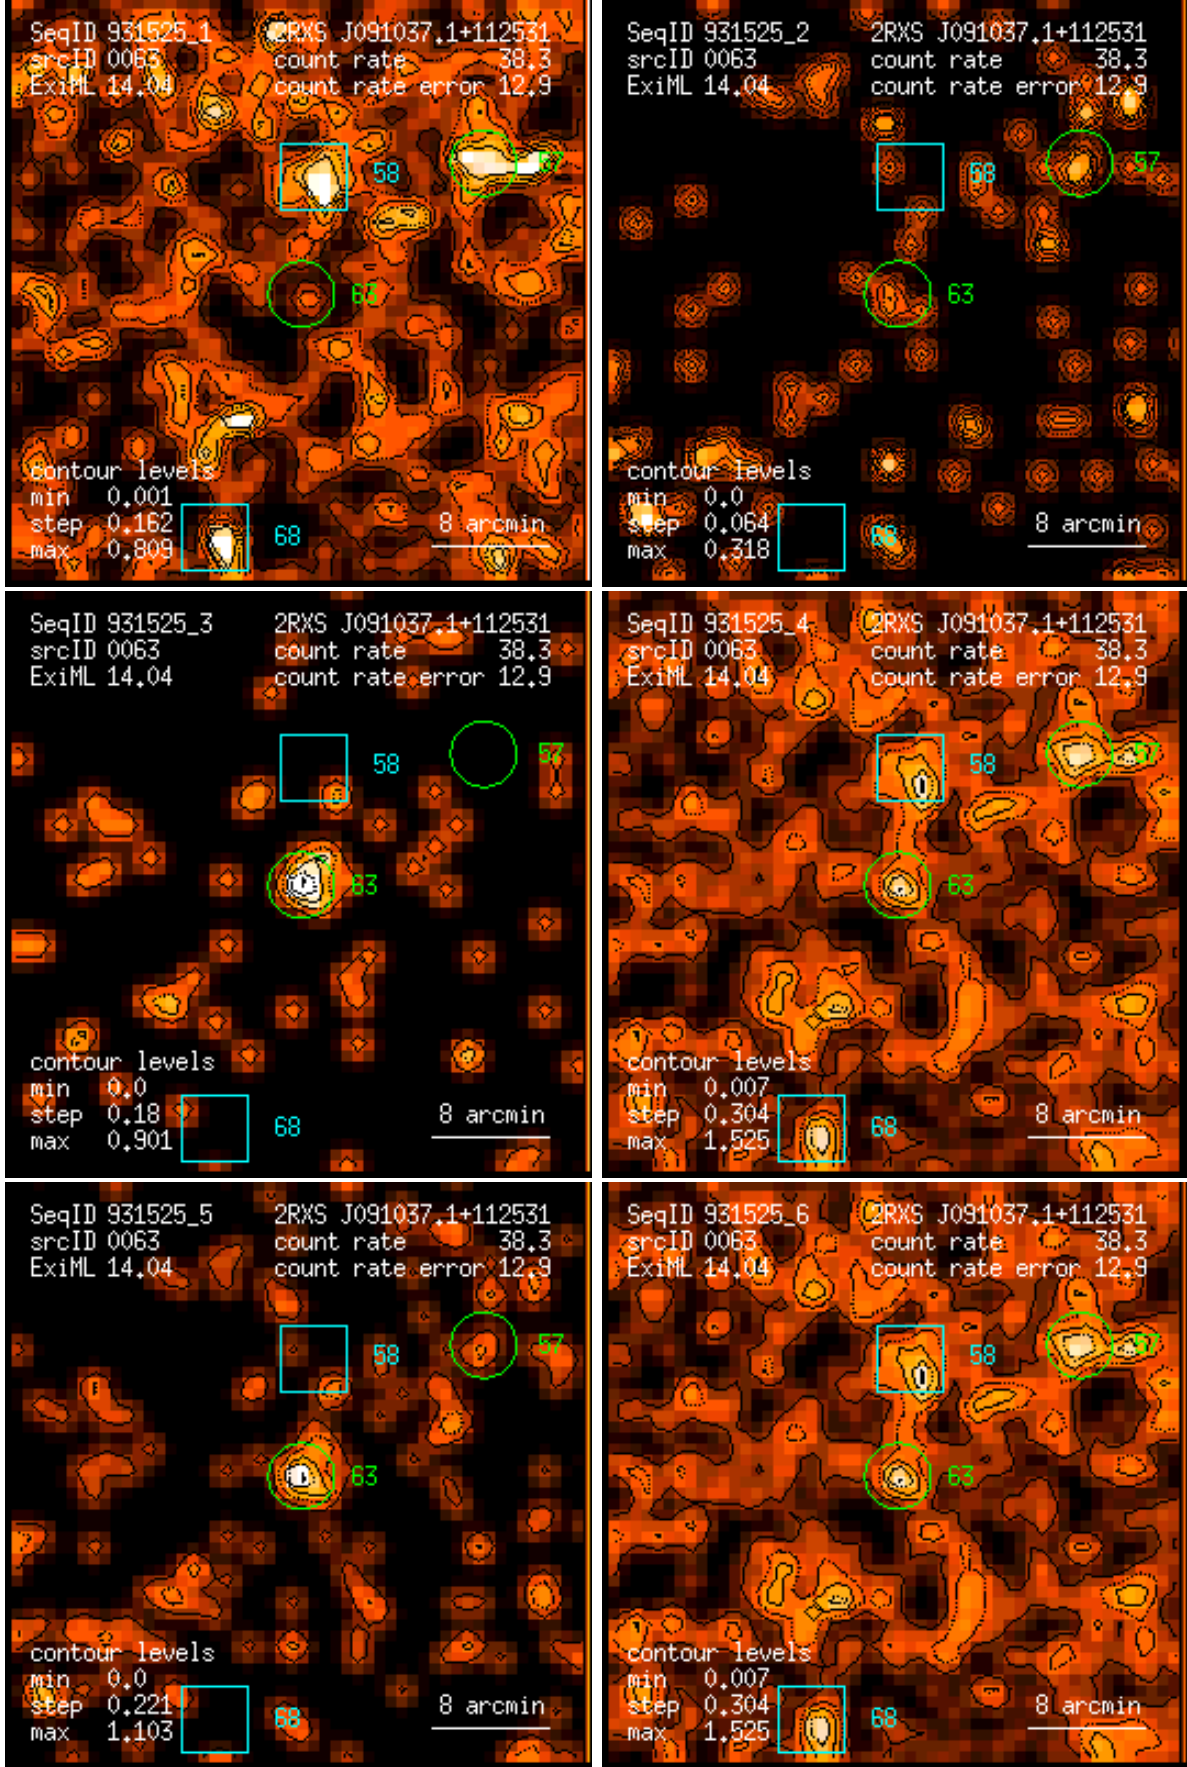 SeqID 931525_1 2RXS J091037.1+112531
srcID 0063 count rate 38.3
ExiML 14.04 count rate error 12.9
57
58
63
contour levels
min 0.001
step 0.162
max 0.809
68
8 arcmin
SeqID 931525_2 2RXS J091037.1+112531
srcID 0063 count rate 38.3
ExiML 14.04 count rate error 12.9
57
58
63
contour levels
min 0.0
step 0.064
max 0.318
68
8 arcmin
SeqID 931525_3 2RXS J091037.1+112531
srcID 0063 count rate 38.3
ExiML 14.04 count rate error 12.9
57
58
63
contour levels
min 0.0
step 0.18
max 0.901
68
8 arcmin
SeqID 931525_4 2RXS J091037.1+112531
srcID 0063 count rate 38.3
ExiML 14.04 count rate error 12.9
57
58
63
contour levels
min 0.007
step 0.304
max 1.525
68
8 arcmin
SeqID 931525_5 2RXS J091037.1+112531
srcID 0063 count rate 38.3
ExiML 14.04 count rate error 12.9
57
58
63
contour levels
min 0.0
step 0.221
max 1.103
68
8 arcmin
SeqID 931525_6 2RXS J091037.1+112531
srcID 0063 count rate 38.3
ExiML 14.04 count rate error 12.9
57
58
63
contour levels
min 0.007
step 0.304
max 1.525
68
8 arcmin